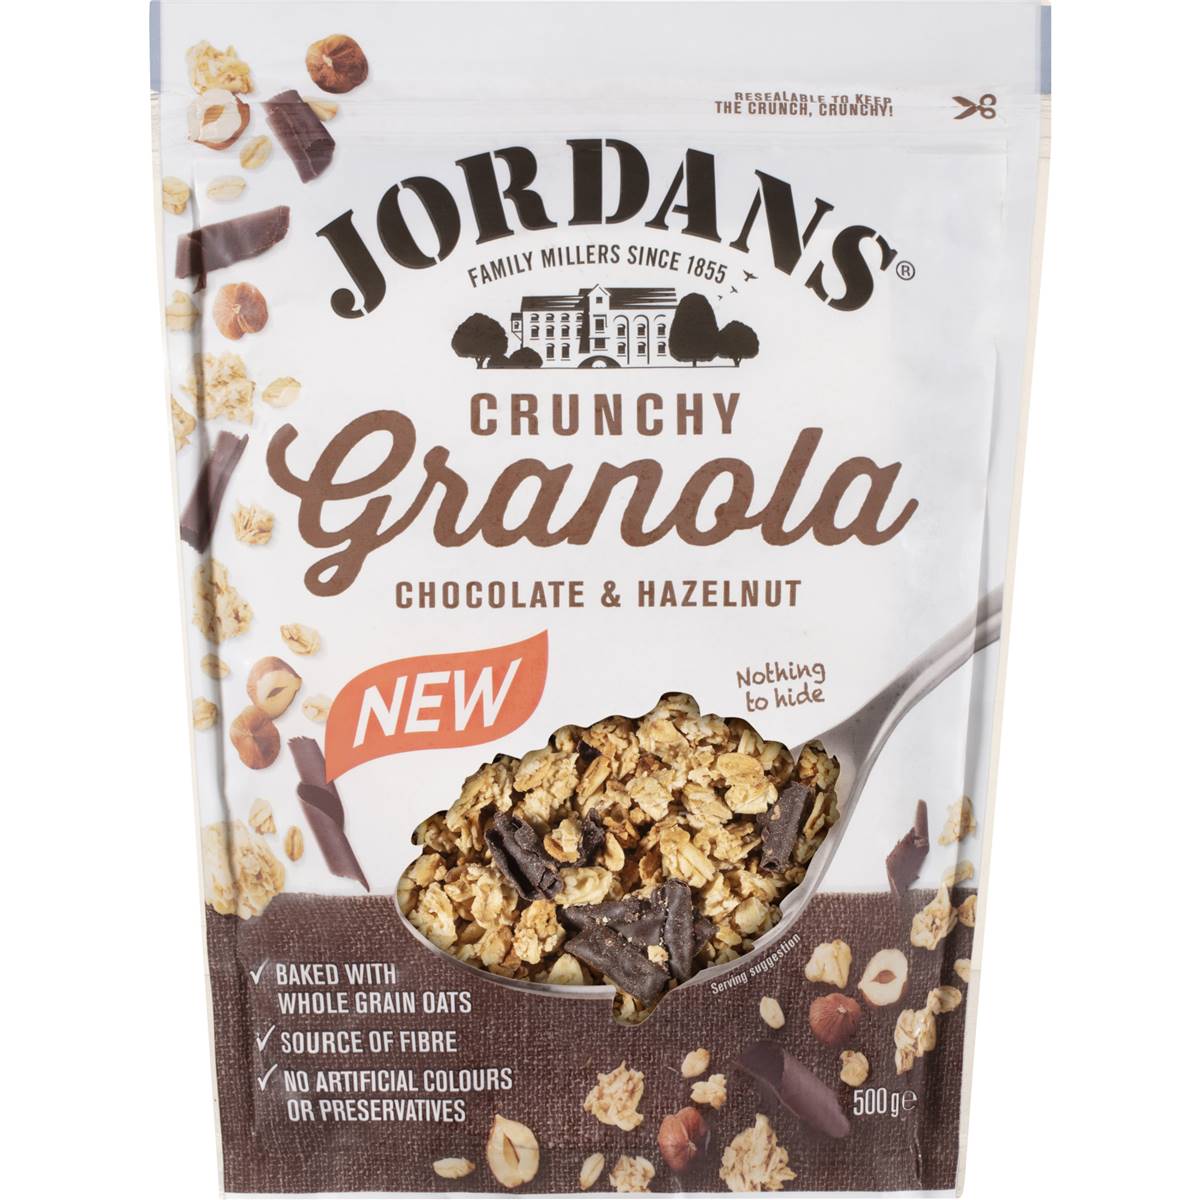 RESEALABLE TO KEEP
THE CRUNCH, CRUNCHY!
JORDANS®
FAMILY MILLERS SINCE 1855
CRUNCHY
Granola
CHOCOLATE & HAZELNUT
NEW
Nothing
to hide
Serving suggestion
✓ BAKED WITH
WHOLE GRAIN OATS
✓ SOURCE OF FIBRE
✓ NO ARTIFICIAL COLOURS
OR PRESERVATIVES
500g℮